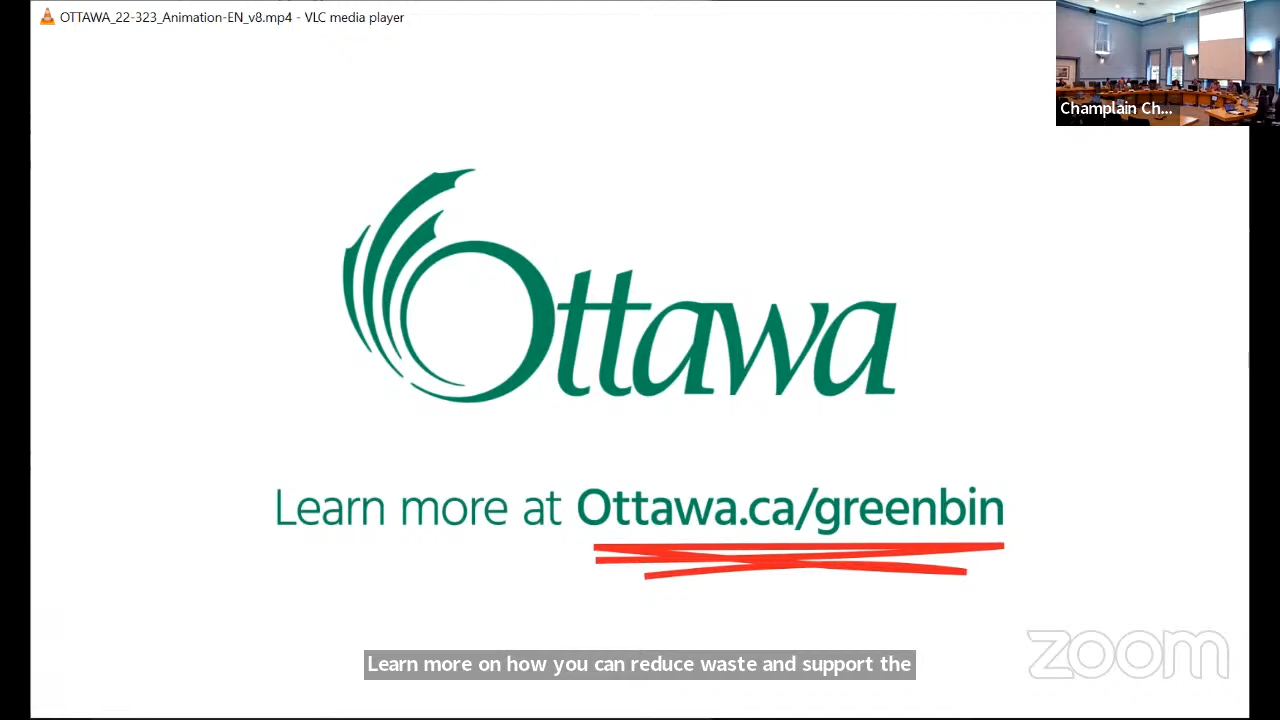 OTTAWA_22-323_Animation-EN_v8.mp4 - VLC media player
Champlain Ch...
Ottawa
Learn more at Ottawa.ca/greenbin
Learn more on how you can reduce waste and support the
zoom